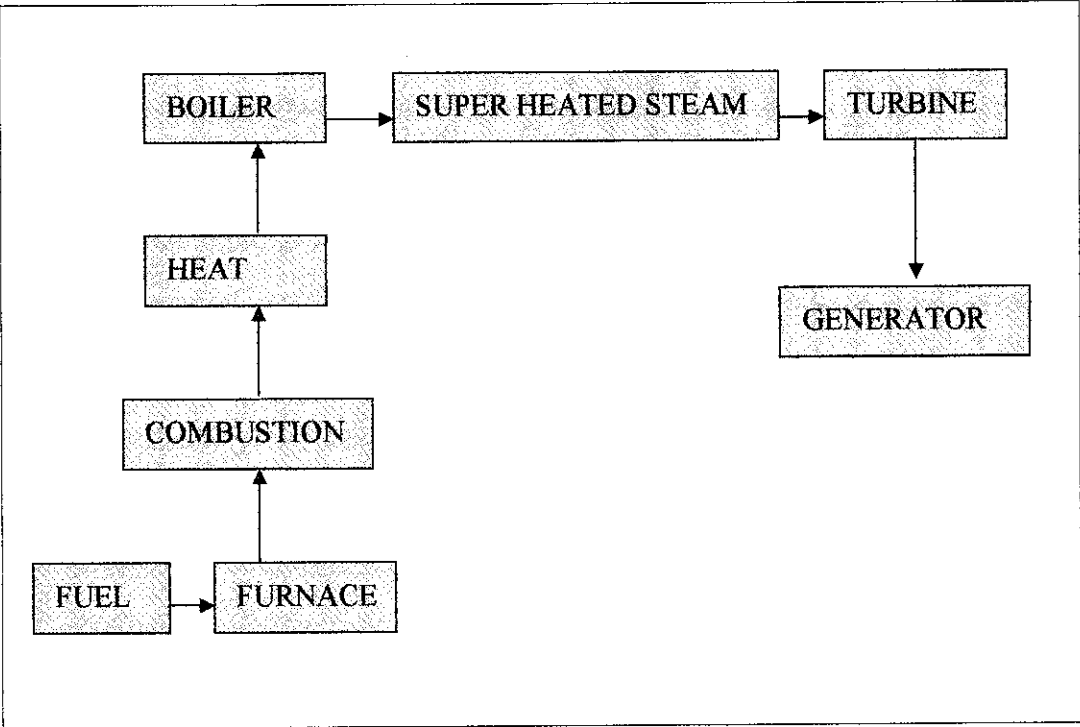 BOILER
SUPER HEATED STEAM
TURBINE
HEAT
GENERATOR
COMBUSTION
FUEL
FURNACE